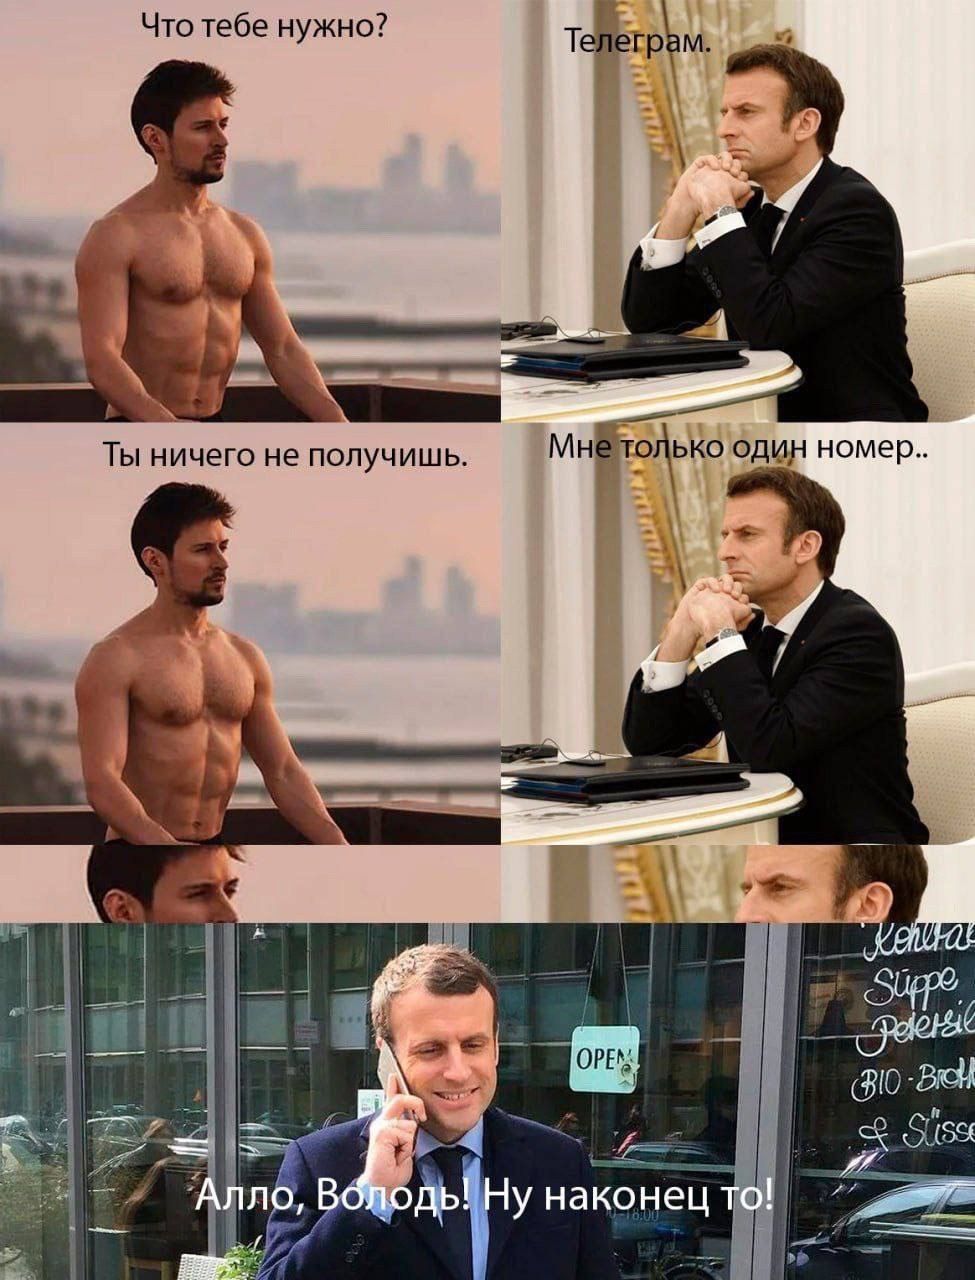 Что тебе нужно?
Телеграм.
Ты ничего не получишь.
Мне только один номер..
OPEN
Süppe
BIO-
&
Алло, Володь! Ну наконец то!